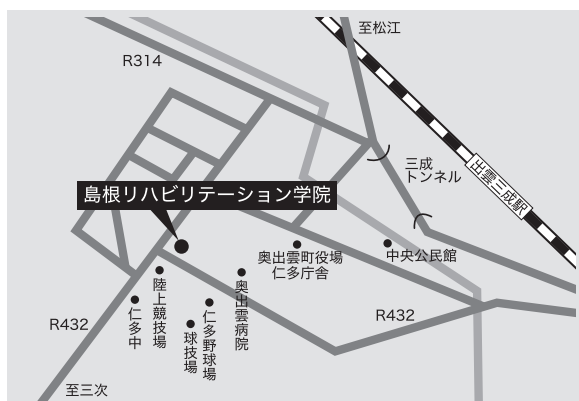 至松江
R314
三成
トンネル
出雲三成駅
島根リハビリテーション学院
奥出雲町役場
仁多庁舎
中央公民館
陸上競技場
仁多中
奥出雲病院
仁多野球場
球技場
R432
R432
至三次